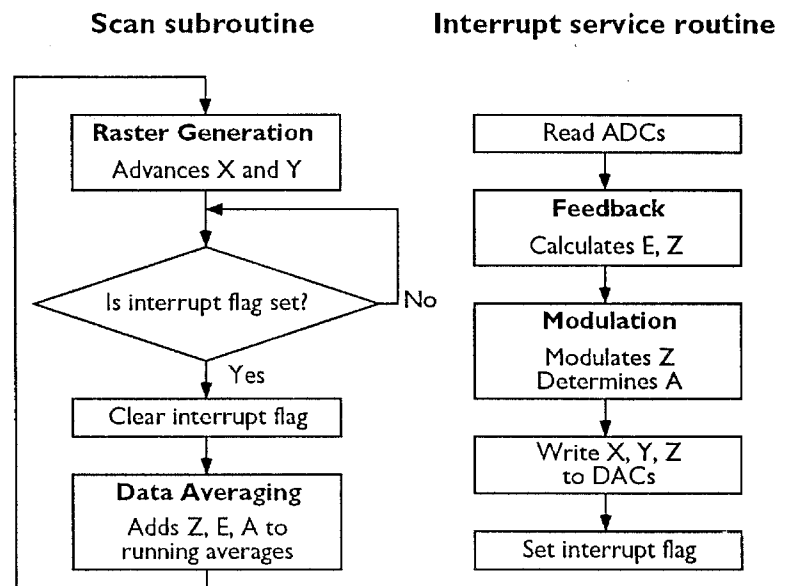 Scan subroutine
Raster Generation
Advances X and Y
Is interrupt flag set?
No
Yes
Clear interrupt flag
Data Averaging
Adds Z, E, A to
running averages
Interrupt service routine
Read ADCs
Feedback
Calculates E, Z
Modulation
Modulates Z
Determines A
Write X, Y, Z
to DACs
Set interrupt flag